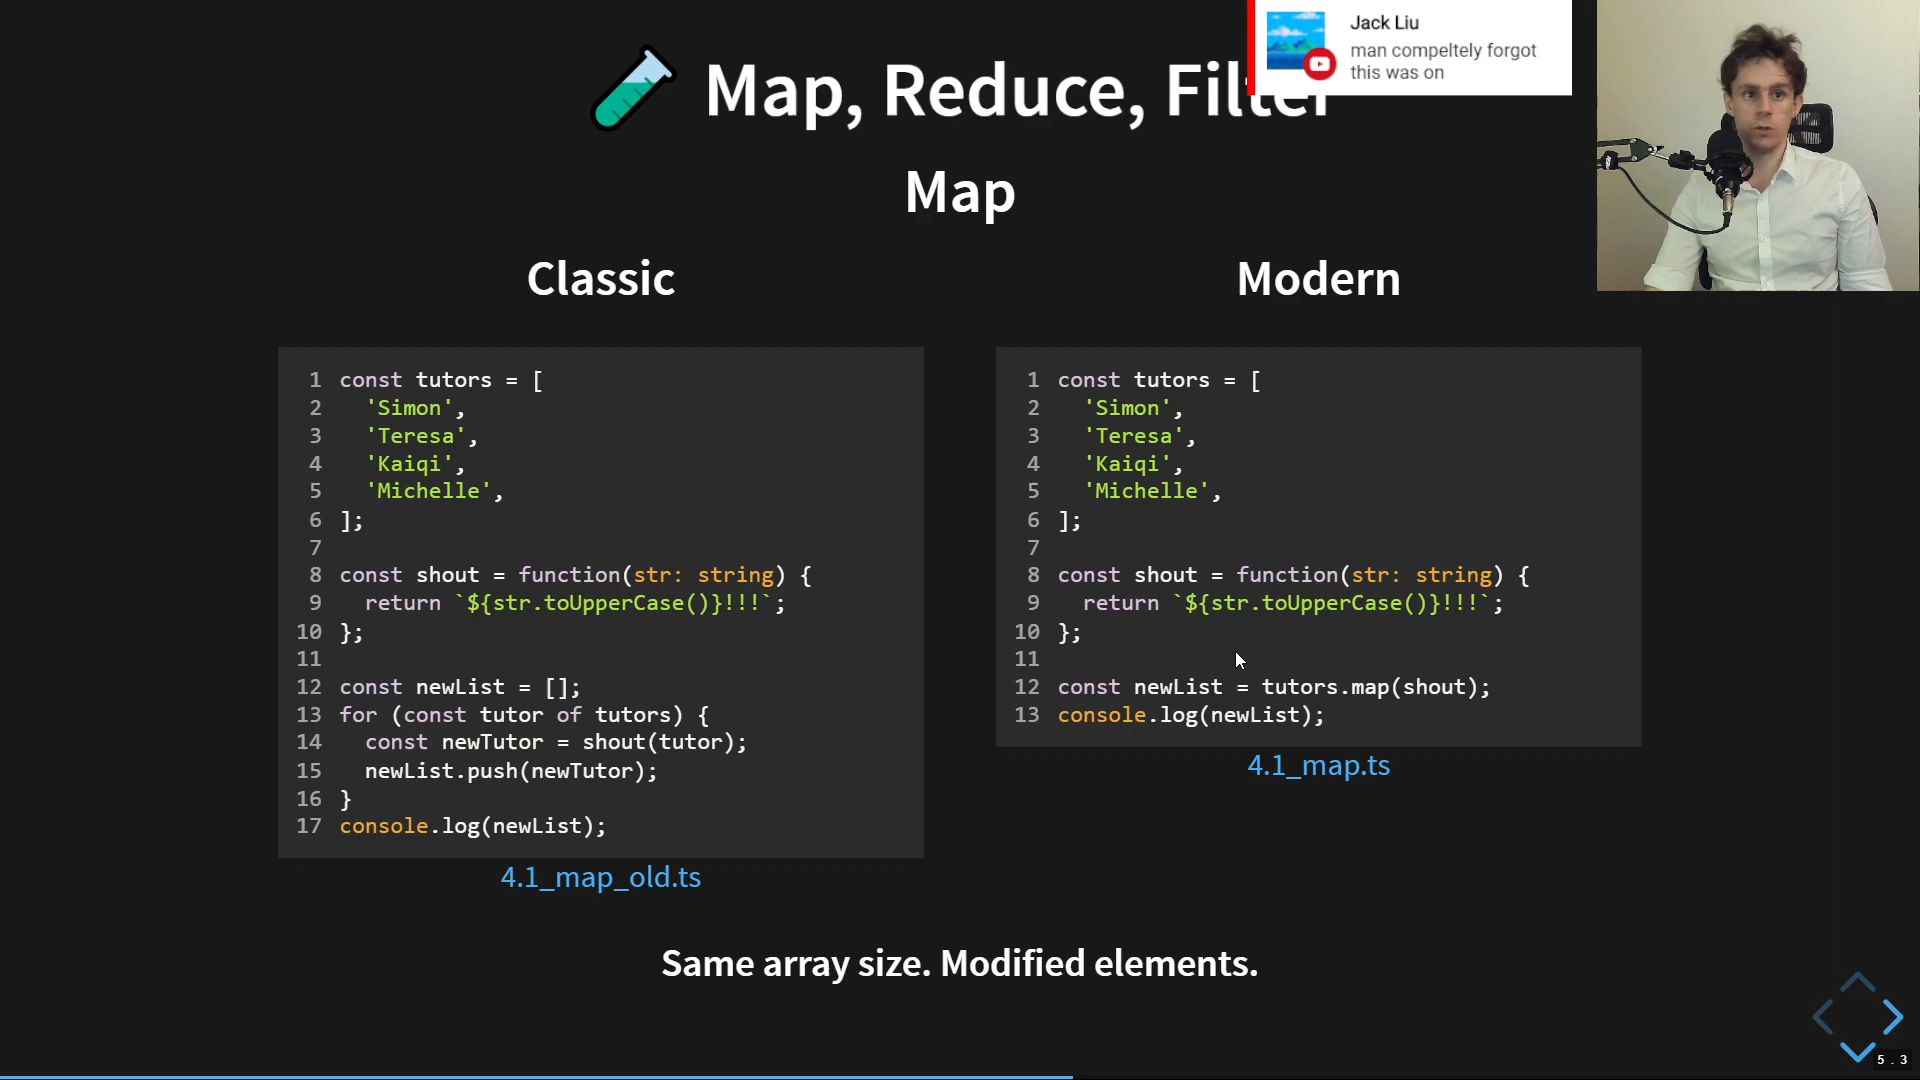 Jack Liu
man compeltely forgot
this was on
Map, Reduce, Filter
Map
Classic
Modern
1 const tutors = [
2 'Simon',
3 'Teresa',
4 'Kaiqi',
5 'Michelle',
6 ];
7
8 const shout = function(str: string) {
9 return `${str.toUpperCase()}!!!`;
10 };
11
12 const newList = [];
13 for (const tutor of tutors) {
14 const newTutor = shout(tutor);
15 newList.push(newTutor);
16 }
17 console.log(newList);
4.1_map_old.ts
1 const tutors = [
2 'Simon',
3 'Teresa',
4 'Kaiqi',
5 'Michelle',
6 ];
7
8 const shout = function(str: string) {
9 return `${str.toUpperCase()}!!!`;
10 };
11
12 const newList = tutors.map(shout);
13 console.log(newList);
4.1_map.ts
Same array size. Modified elements.
5.3